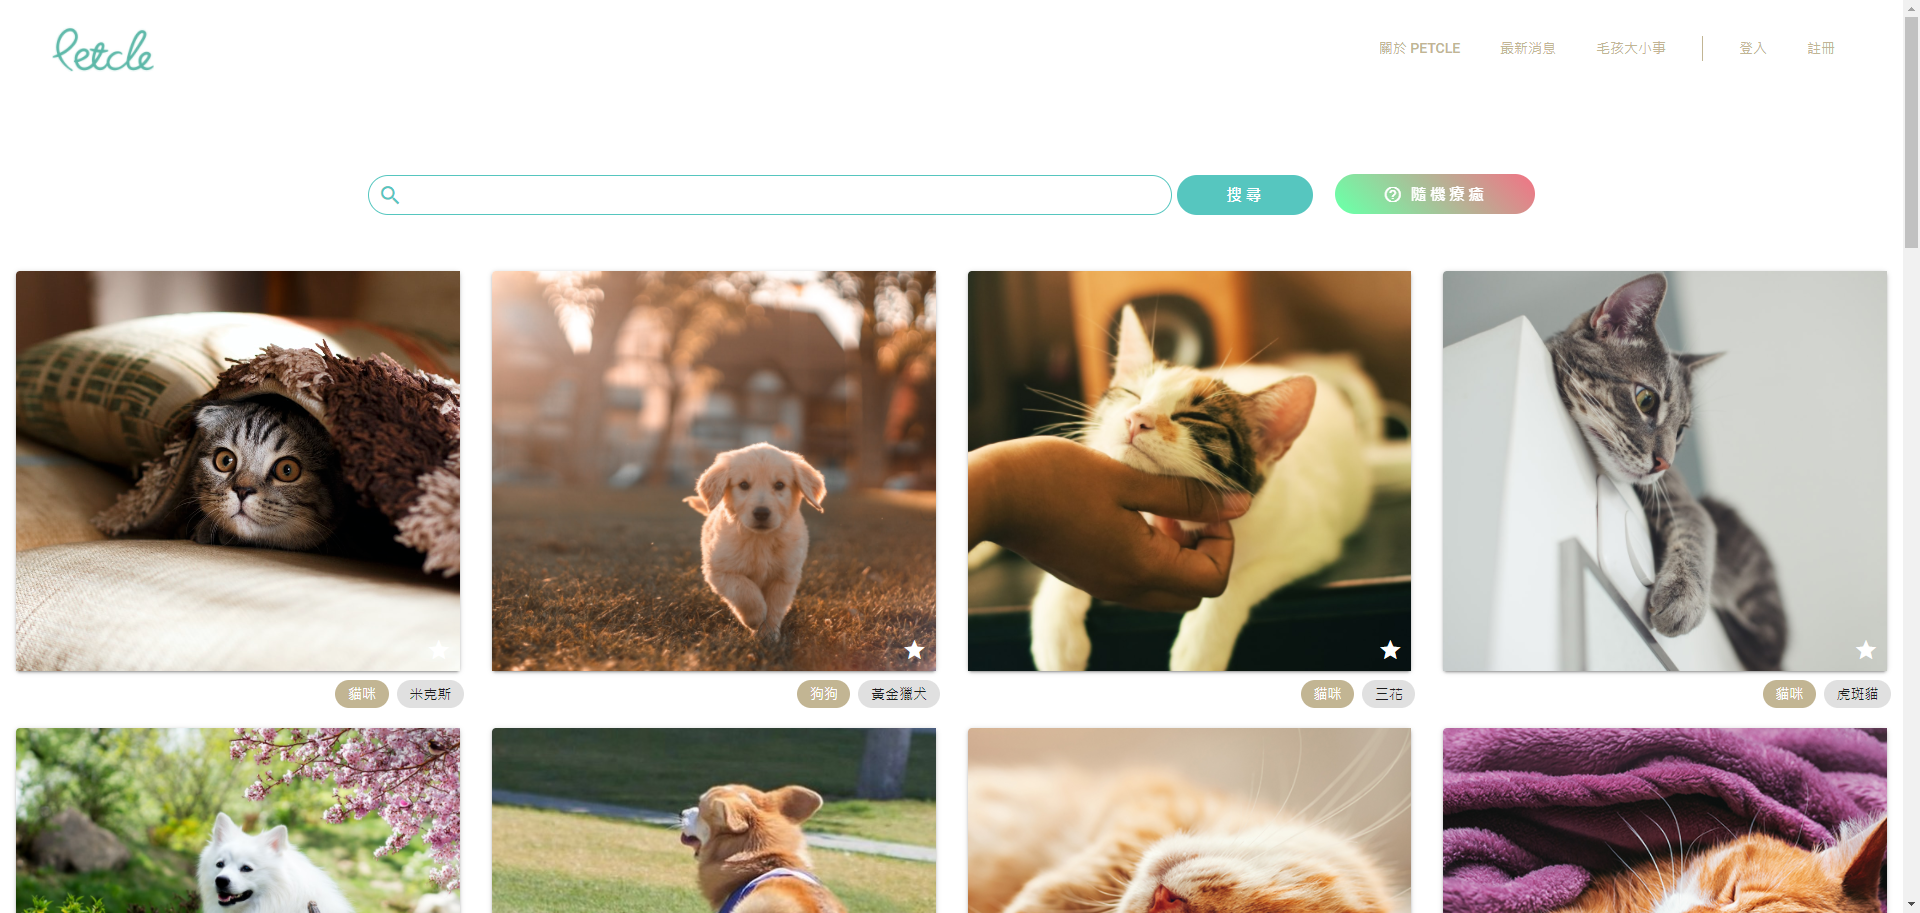 Petcle
關於 PETCLE
最新消息
毛孩大小事
登入
註冊
搜尋
隨機療癒
貓咪 米克斯
狗狗 黃金獵犬
貓咪 三花
貓咪 虎斑貓